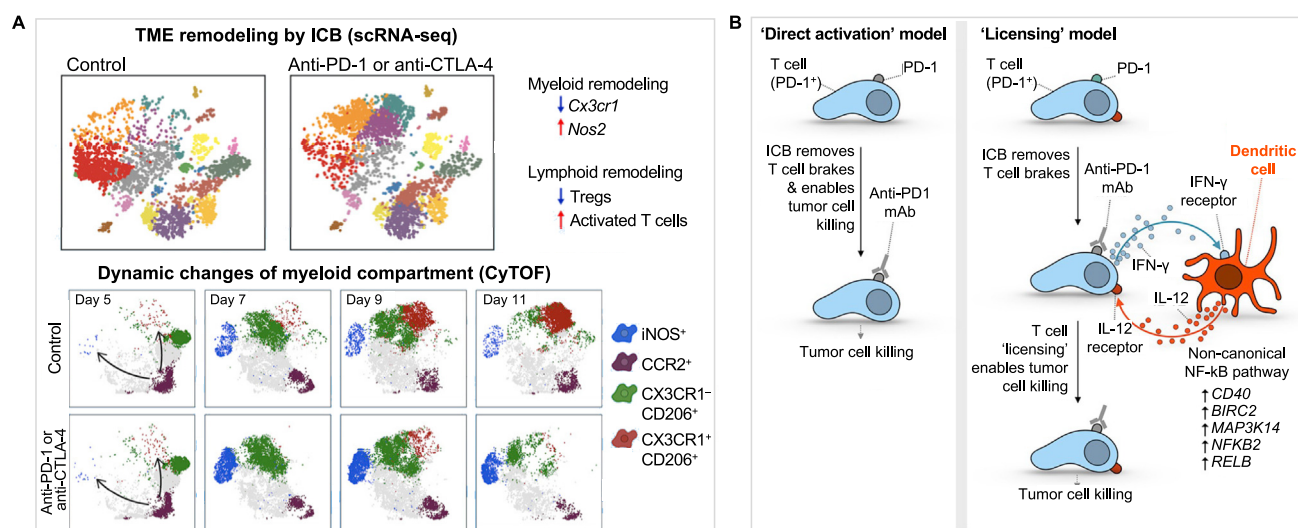 A
TME remodeling by ICB (scRNA-seq)
Control
Anti-PD-1 or anti-CTLA-4
Myeloid remodeling
↓ Cx3cr1
↑ Nos2
Lymphoid remodeling
↓ Tregs
↑ Activated T cells
Dynamic changes of myeloid compartment (CyTOF)
Day 5
Day 7
Day 9
Day 11
Control
Anti-PD-1 or
anti-CTLA-4
iNOS⁺
CCR2⁺
CX3CR1⁻
CD206⁺
CX3CR1⁺
CD206⁺
B
‘Direct activation’ model
T cell
(PD-1⁺)
PD-1
ICB removes
T cell brakes
& enables
tumor cell
killing
Anti-PD1
mAb
Tumor cell killing
‘Licensing’ model
T cell
(PD-1⁺)
PD-1
ICB removes
T cell brakes
Anti-PD-1
mAb
IFN-γ
receptor
Dendritic
cell
IFN-γ
IL-12
IL-12
receptor
T cell
‘licensing’
enables tumor
cell killing
Non-canonical
NF-kB pathway
↑ CD40
↑ BIRC2
↑ MAP3K14
↑ NFKB2
↑ RELB
Tumor cell killing